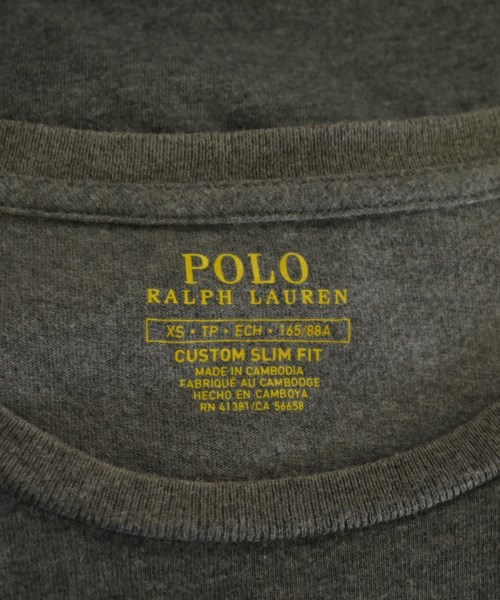 POLO
RALPH LAUREN
XS • TP • ECH • 165/88A
CUSTOM SLIM FIT
MADE IN CAMBODIA
FABRIQUÉ AU CAMBODGE
HECHO EN CAMBOYA
RN 41381/CA 56658